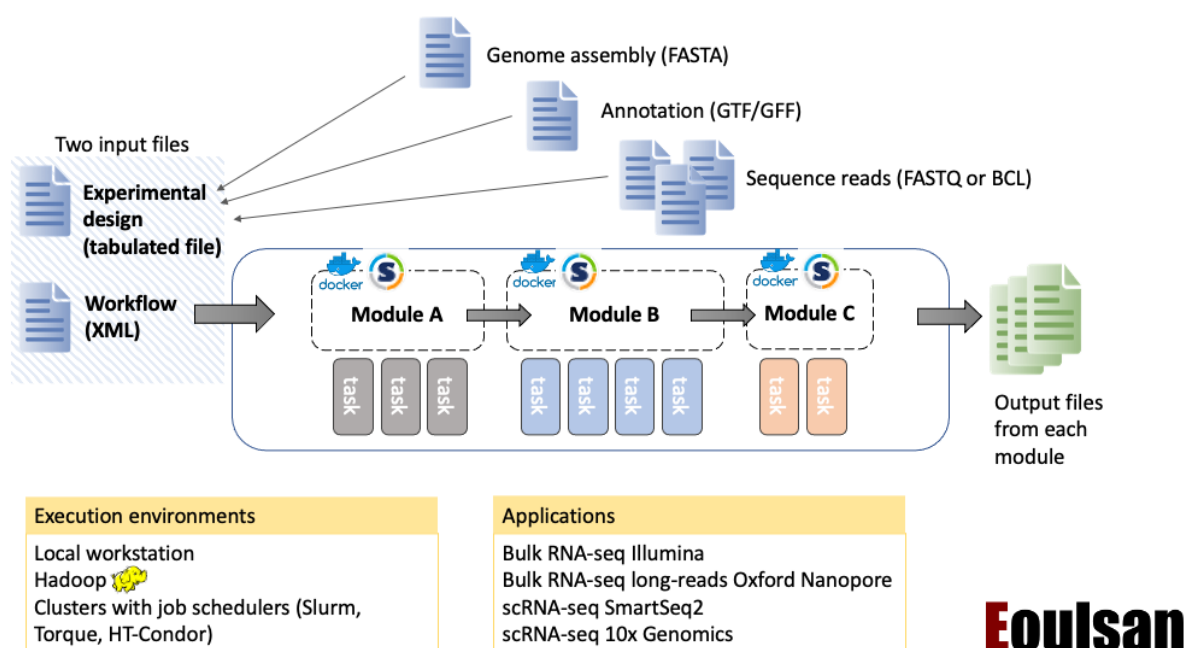 Genome assembly (FASTA)
Annotation (GTF/GFF)
Sequence reads (FASTQ or BCL)
Two input files
Experimental
design
(tabulated file)
Workflow
(XML)
docker
S
Module A
docker
S
Module B
docker
S
Module C
task
task
task
task
task
task
task
task
task
Output files
from each
module
Execution environments
Local workstation
Hadoop
Clusters with job schedulers (Slurm,
Torque, HT-Condor)
Applications
Bulk RNA-seq Illumina
Bulk RNA-seq long-reads Oxford Nanopore
scRNA-seq SmartSeq2
scRNA-seq 10x Genomics
Eoulsan